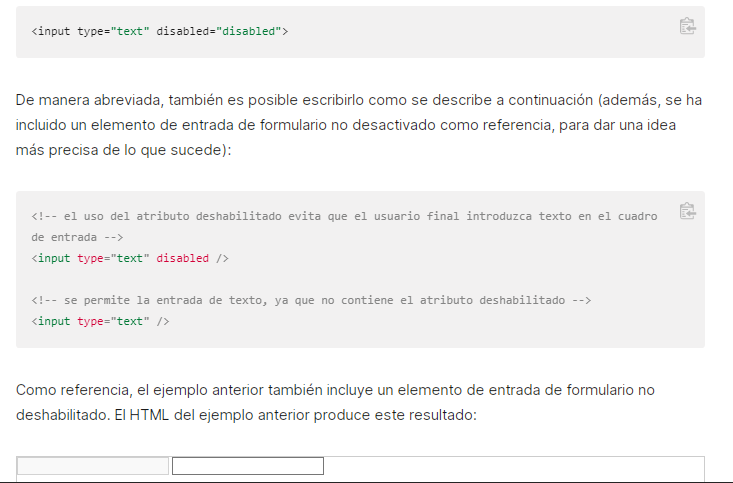 <input type="text" disabled="disabled">
De manera abreviada, también es posible escribirlo como se describe a continuación (además, se ha
incluido un elemento de entrada de formulario no desactivado como referencia, para dar una idea
más precisa de lo que sucede):
<!-- el uso del atributo deshabilitado evita que el usuario final introduzca texto en el cuadro
de entrada -->
<input type="text" disabled />
<!-- se permite la entrada de texto, ya que no contiene el atributo deshabilitado -->
<input type="text" />
Como referencia, el ejemplo anterior también incluye un elemento de entrada de formulario no
deshabilitado. El HTML del ejemplo anterior produce este resultado: